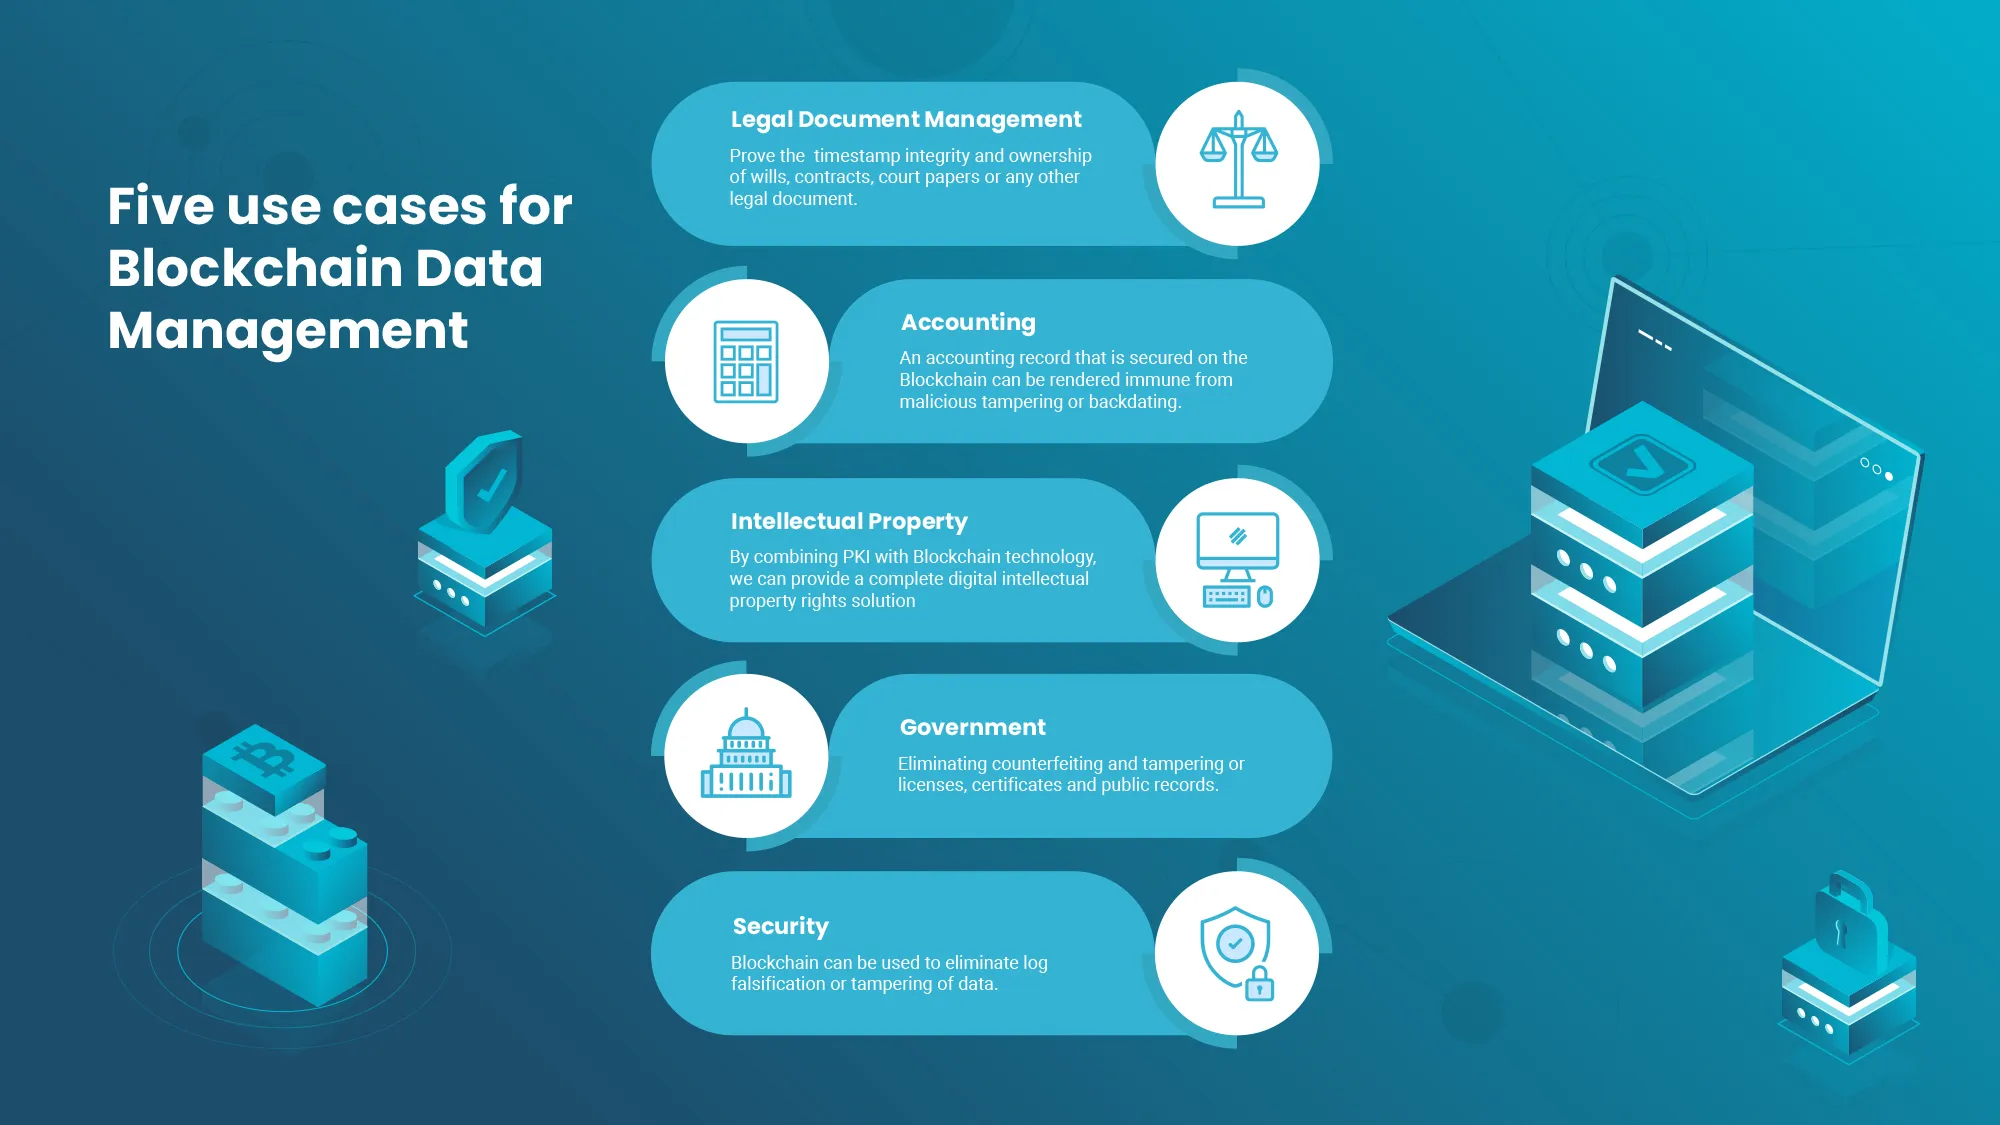 Five use cases for
Blockchain Data
Management
Legal Document Management
Prove the  timestamp integrity and ownership
of wills, contracts, court papers or any other
legal document.
Accounting
An accounting record that is secured on the
Blockchain can be rendered immune from
malicious tampering or backdating.
Intellectual Property
By combining PKI with Blockchain technology,
we can provide a complete digital intellectual
property rights solution
Government
Eliminating counterfeiting and tampering or
licenses, certificates and public records.
Security
Blockchain can be used to eliminate log
falsification or tampering of data.